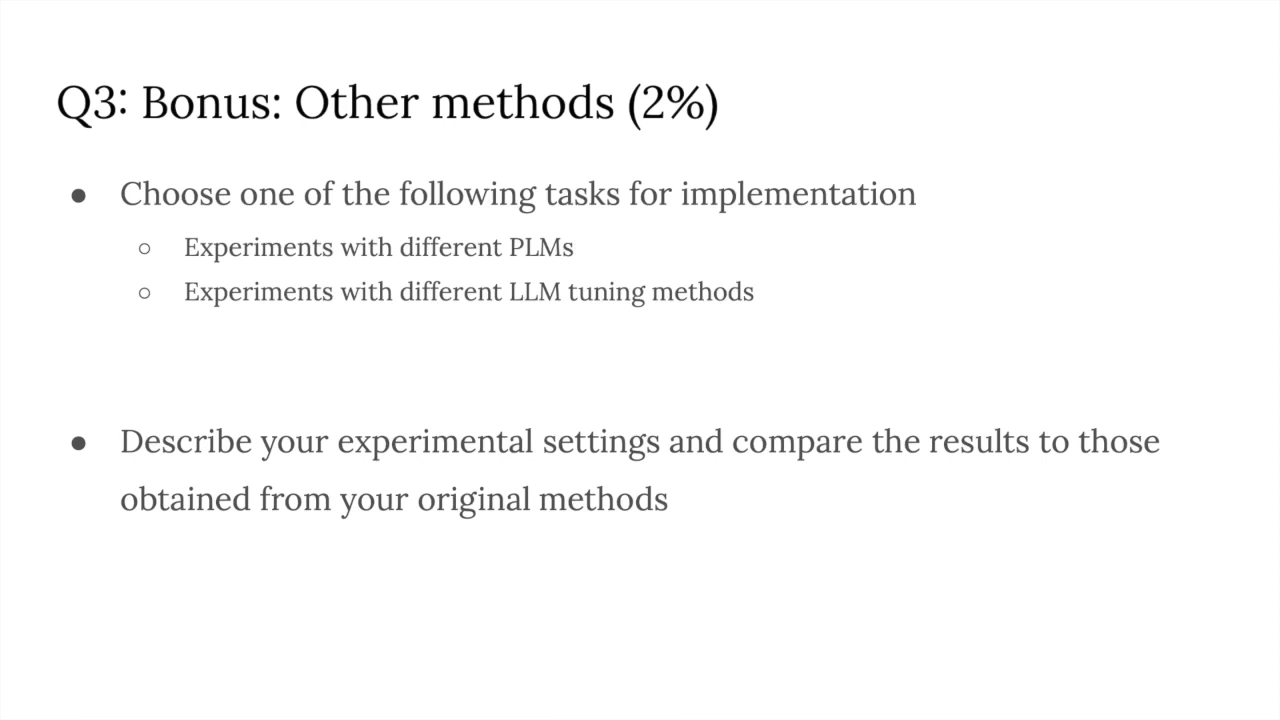 Q3: Bonus: Other methods (2%)
● Choose one of the following tasks for implementation
○ Experiments with different PLMs
○ Experiments with different LLM tuning methods
● Describe your experimental settings and compare the results to those
obtained from your original methods